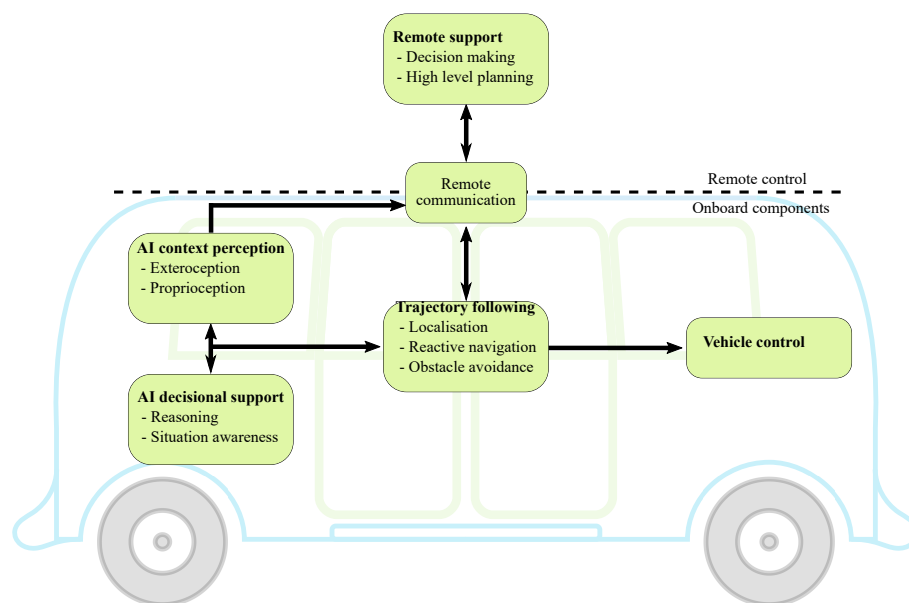 Remote support
- Decision making
- High level planning
Remote communication
Remote control
Onboard components
AI context perception
- Exteroception
- Proprioception
Trajectory following
- Localisation
- Reactive navigation
- Obstacle avoidance
Vehicle control
AI decisional support
- Reasoning
- Situation awareness